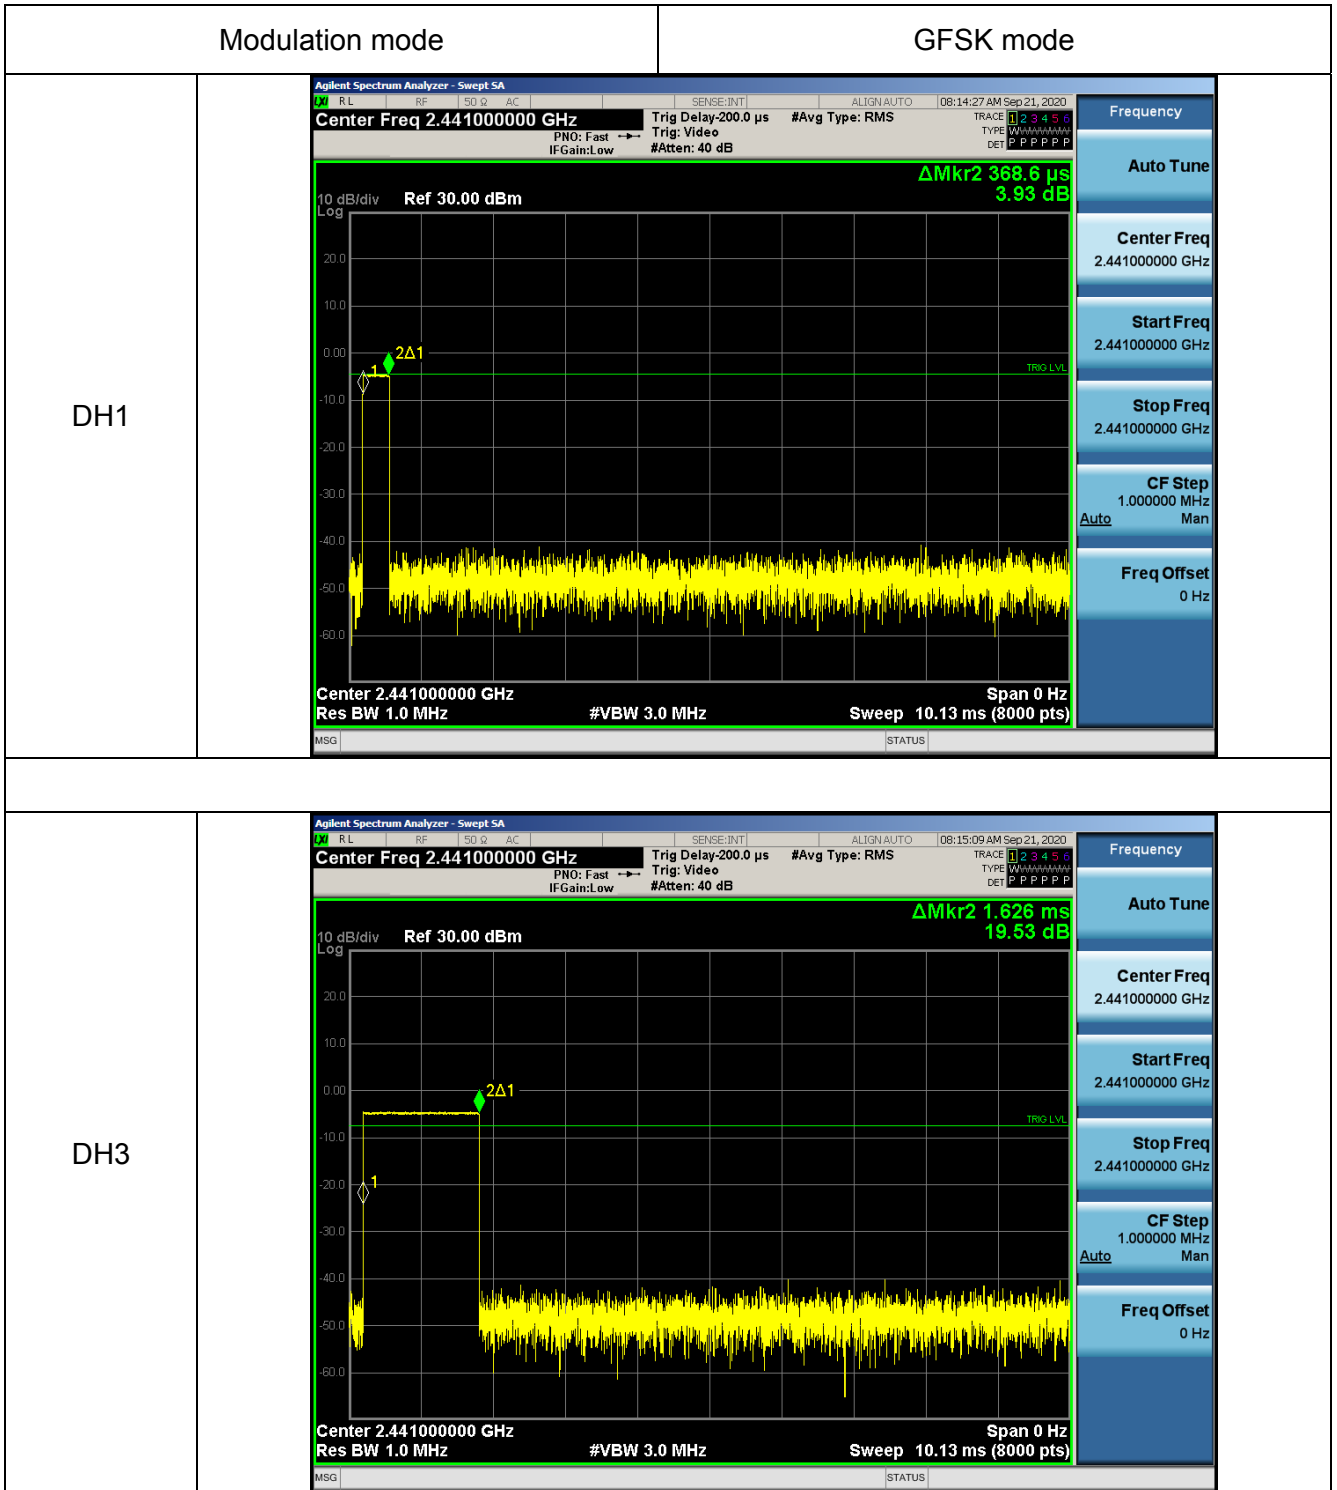 Modulation mode GFSK mode
DH1
Agilent Spectrum Analyzer - Swept SA
LXI RL RF 50 Ω AC SENSE:INT ALIGN AUTO 08:14:27 AM Sep 21, 2020
Center Freq 2.441000000 GHz
PNO: Fast
IFGain:Low
Trig Delay-200.0 µs
Trig: Video
#Atten: 40 dB
#Avg Type: RMS
TRACE 1 2 3 4 5 6
TYPE W
DET P P P P P P
ΔMkr2 368.6 µs
3.93 dB
10 dB/div Ref 30.00 dBm
Log
20.0
10.0
0.00
-10.0
-20.0
-30.0
-40.0
-50.0
-60.0
1
2Δ1
TRIG LVL
Center 2.441000000 GHz Span 0 Hz
Res BW 1.0 MHz #VBW 3.0 MHz Sweep 10.13 ms (8000 pts)
MSG STATUS
Frequency
Auto Tune
Center Freq
2.441000000 GHz
Start Freq
2.441000000 GHz
Stop Freq
2.441000000 GHz
CF Step
1.000000 MHz
Auto Man
Freq Offset
0 Hz
DH3
Agilent Spectrum Analyzer - Swept SA
LXI RL RF 50 Ω AC SENSE:INT ALIGN AUTO 08:15:09 AM Sep 21, 2020
Center Freq 2.441000000 GHz
PNO: Fast
IFGain:Low
Trig Delay-200.0 µs
Trig: Video
#Atten: 40 dB
#Avg Type: RMS
TRACE 1 2 3 4 5 6
TYPE W
DET P P P P P P
ΔMkr2 1.626 ms
19.53 dB
10 dB/div Ref 30.00 dBm
Log
20.0
10.0
0.00
-10.0
-20.0
-30.0
-40.0
-50.0
-60.0
2Δ1
1
TRIG LVL
Center 2.441000000 GHz Span 0 Hz
Res BW 1.0 MHz #VBW 3.0 MHz Sweep 10.13 ms (8000 pts)
MSG STATUS
Frequency
Auto Tune
Center Freq
2.441000000 GHz
Start Freq
2.441000000 GHz
Stop Freq
2.441000000 GHz
CF Step
1.000000 MHz
Auto Man
Freq Offset
0 Hz